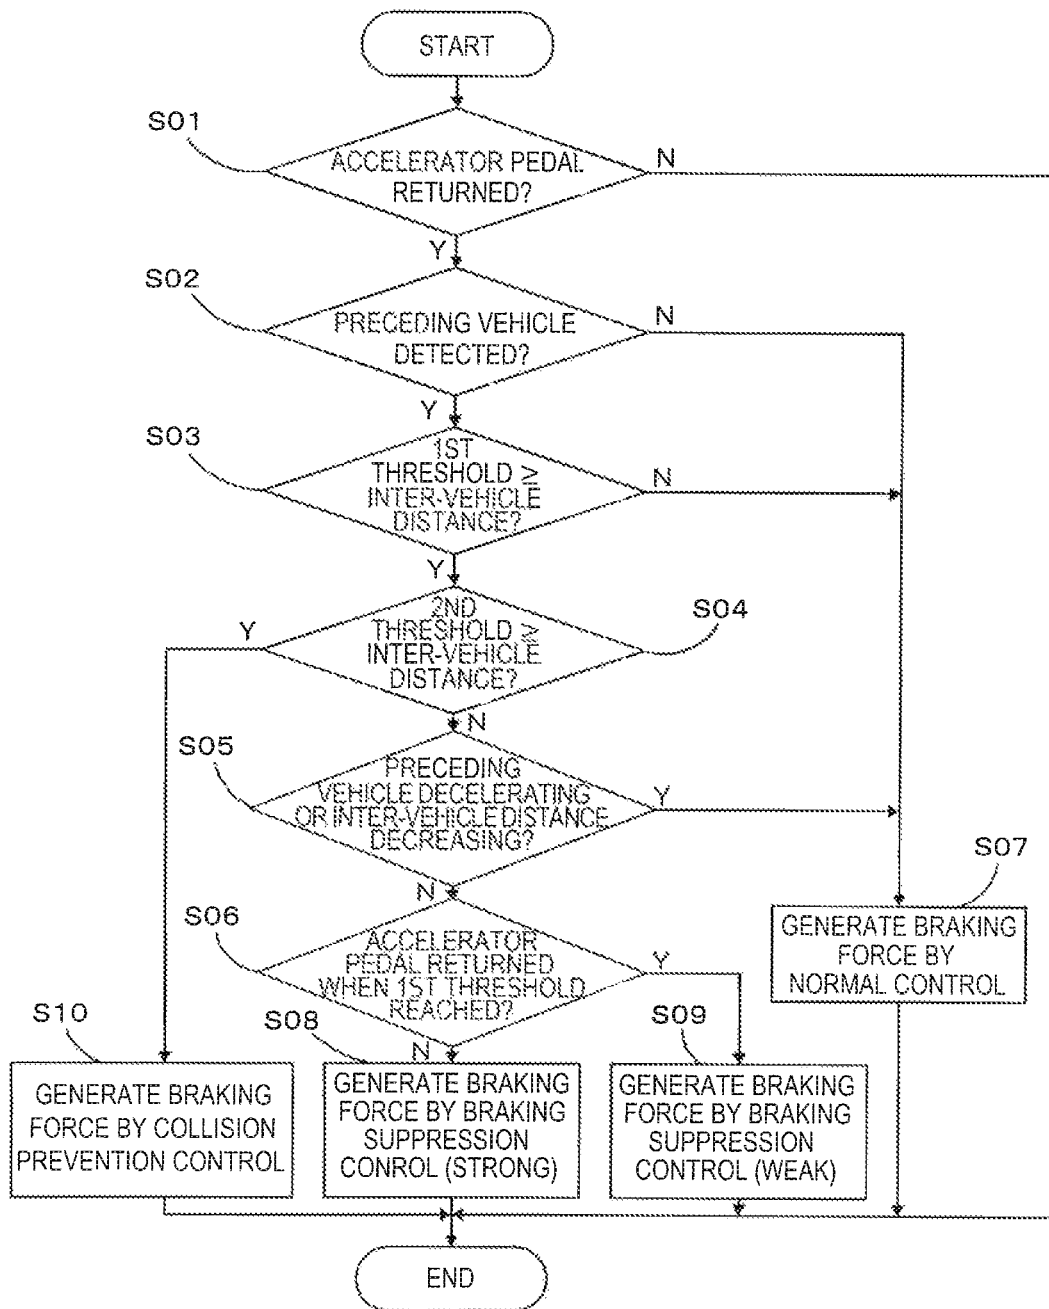 START
S01
ACCELERATOR PEDAL
RETURNED?
N
Y
S02
PRECEDING VEHICLE
DETECTED?
N
Y
S03
1ST
THRESHOLD ≧
INTER-VEHICLE
DISTANCE?
N
Y
S04
2ND
THRESHOLD ≧
INTER-VEHICLE
DISTANCE?
Y
N
S05
PRECEDING
VEHICLE DECELERATING
OR INTER-VEHICLE DISTANCE
DECREASING?
Y
N
S06
ACCELERATOR
PEDAL RETURNED
WHEN 1ST THRESHOLD
REACHED?
Y
N
S07
GENERATE BRAKING
FORCE BY
NORMAL CONTROL
S10
GENERATE BRAKING
FORCE BY COLLISION
PREVENTION CONTROL
S08
GENERATE BRAKING
FORCE BY BRAKING
SUPPRESSION
CONROL (STRONG)
S09
GENERATE BRAKING
FORCE BY BRAKING
SUPPRESSION
CONTROL (WEAK)
END